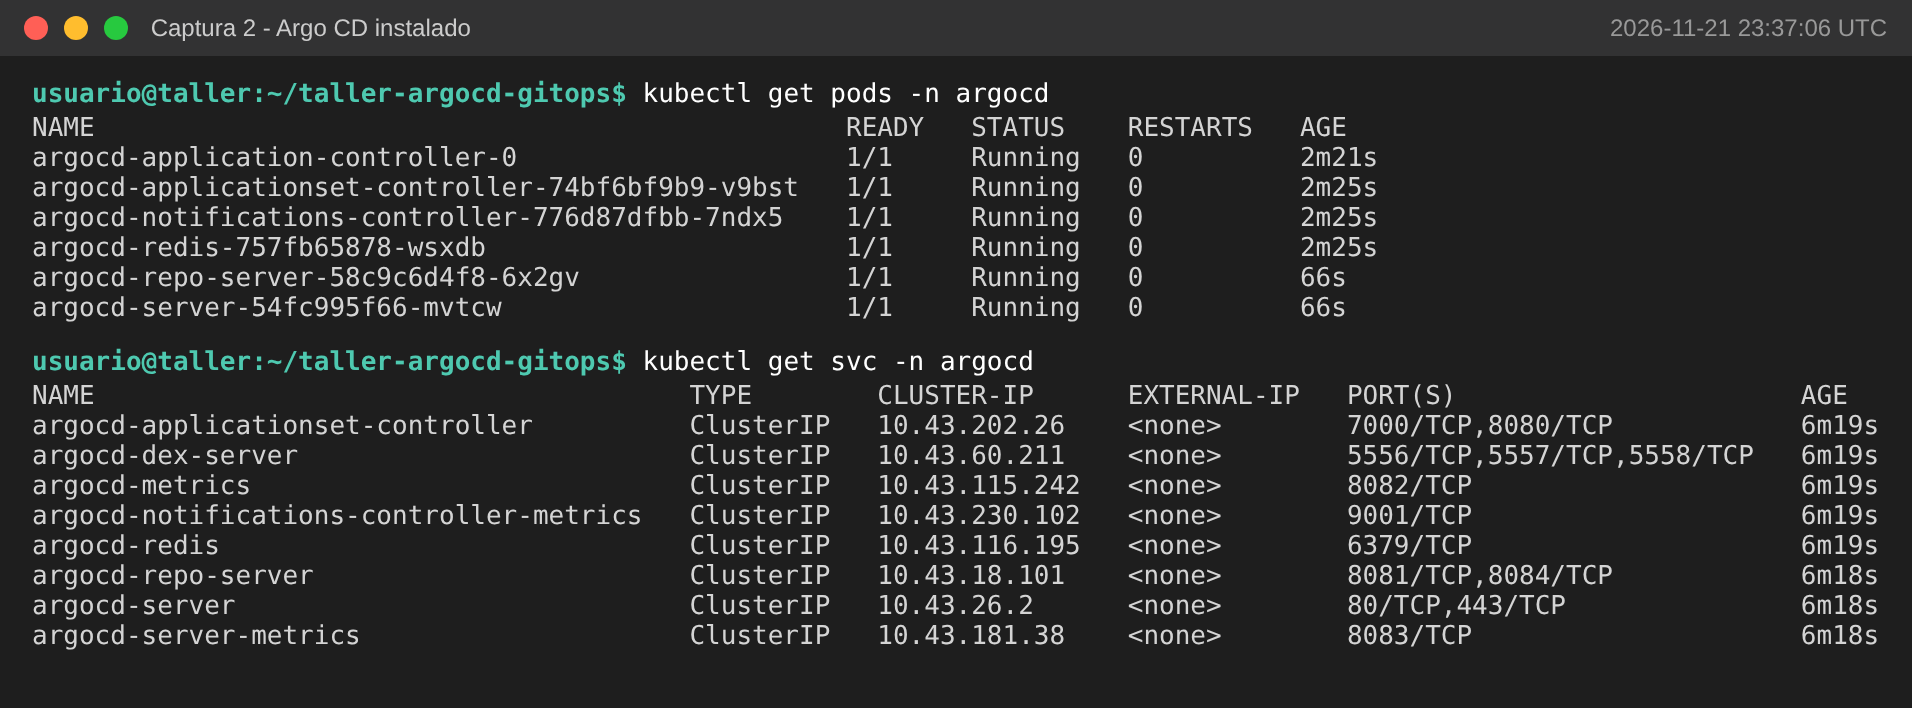 Captura 2 - Argo CD instalado 2026-11-21 23:37:06 UTC
usuario@taller:~/taller-argocd-gitops$ kubectl get pods -n argocd
NAME READY STATUS RESTARTS AGE
argocd-application-controller-0 1/1 Running 0 2m21s
argocd-applicationset-controller-74bf6bf9b9-v9bst 1/1 Running 0 2m25s
argocd-notifications-controller-776d87dfbb-7ndx5 1/1 Running 0 2m25s
argocd-redis-757fb65878-wsxdb 1/1 Running 0 2m25s
argocd-repo-server-58c9c6d4f8-6x2gv 1/1 Running 0 66s
argocd-server-54fc995f66-mvtcw 1/1 Running 0 66s
usuario@taller:~/taller-argocd-gitops$ kubectl get svc -n argocd
NAME TYPE CLUSTER-IP EXTERNAL-IP PORT(S) AGE
argocd-applicationset-controller ClusterIP 10.43.202.26 <none> 7000/TCP,8080/TCP 6m19s
argocd-dex-server ClusterIP 10.43.60.211 <none> 5556/TCP,5557/TCP,5558/TCP 6m19s
argocd-metrics ClusterIP 10.43.115.242 <none> 8082/TCP 6m19s
argocd-notifications-controller-metrics ClusterIP 10.43.230.102 <none> 9001/TCP 6m19s
argocd-redis ClusterIP 10.43.116.195 <none> 6379/TCP 6m19s
argocd-repo-server ClusterIP 10.43.18.101 <none> 8081/TCP,8084/TCP 6m18s
argocd-server ClusterIP 10.43.26.2 <none> 80/TCP,443/TCP 6m18s
argocd-server-metrics ClusterIP 10.43.181.38 <none> 8083/TCP 6m18s